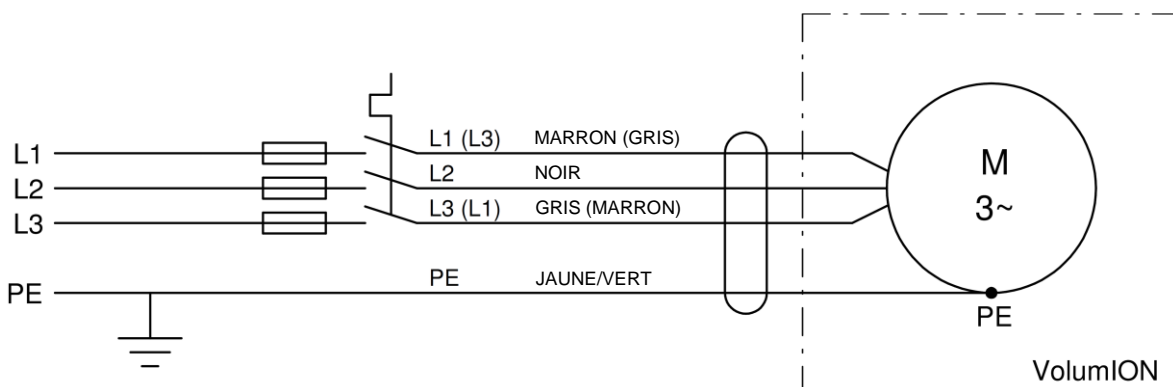 L1 L1 (L3) MARRON (GRIS)
L2 L2 NOIR
L3 L3 (L1) GRIS (MARRON)
M
3~
PE PE JAUNE/VERT
PE
VolumION